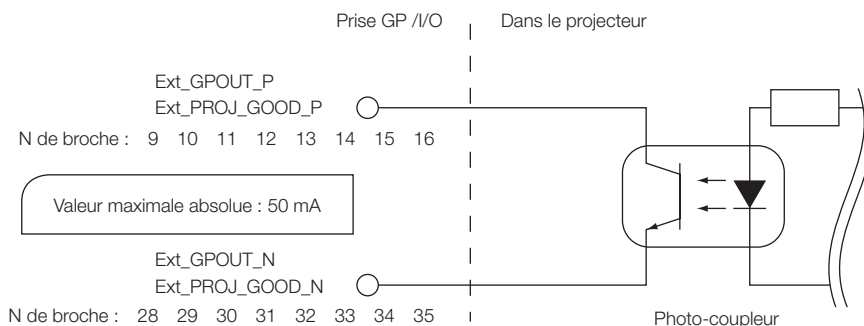 Prise GP /I/O
Dans le projecteur
Ext_GPOUT_P
Ext_PROJ_GOOD_P
N de broche : 9 10 11 12 13 14 15 16
Valeur maximale absolue : 50 mA
Ext_GPOUT_N
Ext_PROJ_GOOD_N
N de broche : 28 29 30 31 32 33 34 35
Photo-coupleur